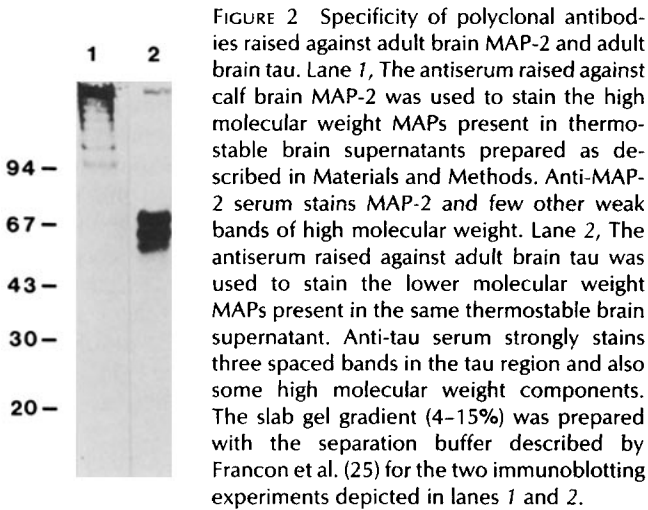 1 2
94 –
67 –
43 –
30 –
20 –
FIGURE 2 Specificity of polyclonal antibod-
ies raised against adult brain MAP-2 and adult
brain tau. Lane 1, The antiserum raised against
calf brain MAP-2 was used to stain the high
molecular weight MAPs present in thermo-
stable brain supernatants prepared as de-
scribed in Materials and Methods. Anti-MAP-
2 serum stains MAP-2 and few other weak
bands of high molecular weight. Lane 2, The
antiserum raised against adult brain tau was
used to stain the lower molecular weight
MAPs present in the same thermostable brain
supernatant. Anti-tau serum strongly stains
three spaced bands in the tau region and also
some high molecular weight components.
The slab gel gradient (4–15%) was prepared
with the separation buffer described by
Francon et al. (25) for the two immunoblotting
experiments depicted in lanes 1 and 2.